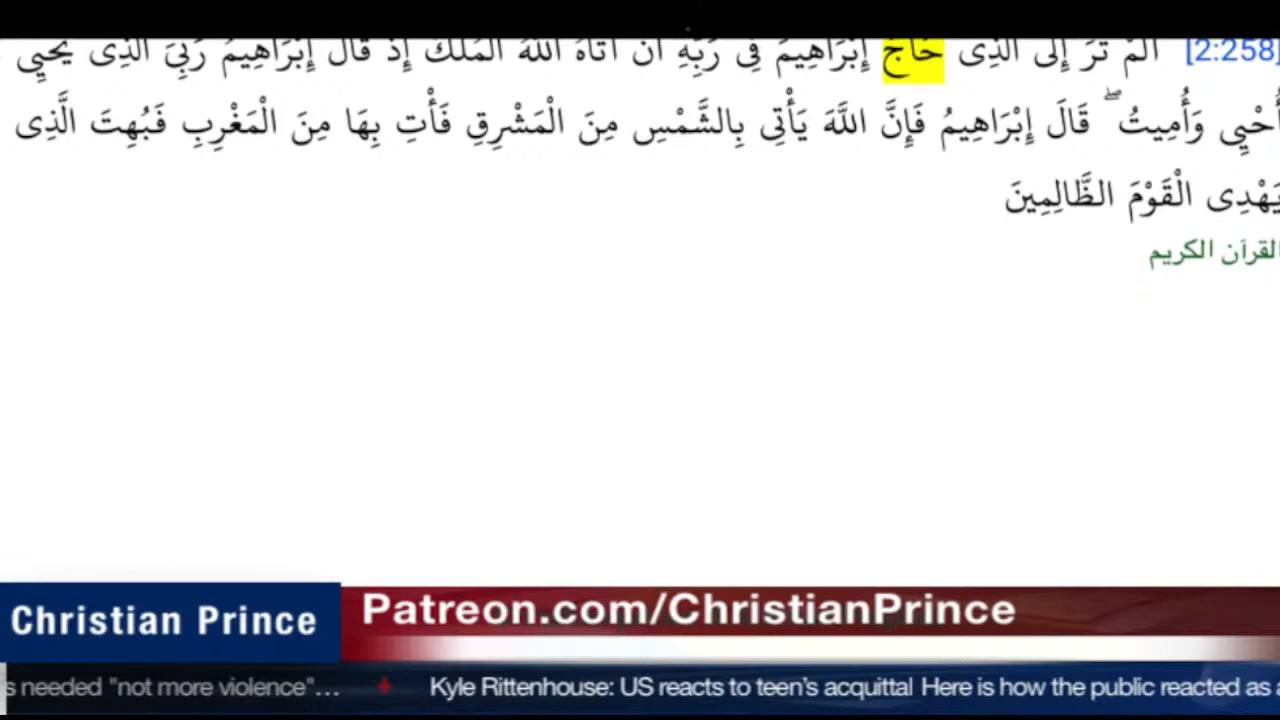 [2:258] أَلَمْ تَرَ إِلَى الَّذِى حَاجَّ إِبْرَاهِيمَ فِى رَبِّهِ أَنْ آتَاهُ اللَّهُ الْمُلْكَ إِذْ قَالَ إِبْرَاهِيمُ رَبِّىَ الَّذِى يُحْيِى
أُحْيِى وَأُمِيتُ ۖ قَالَ إِبْرَاهِيمُ فَإِنَّ اللَّهَ يَأْتِى بِالشَّمْسِ مِنَ الْمَشْرِقِ فَأْتِ بِهَا مِنَ الْمَغْرِبِ فَبُهِتَ الَّذِى
يَهْدِى الْقَوْمَ الظَّالِمِينَ
القرآن الكريم
Christian Prince
Patreon.com/ChristianPrince
s needed "not more violence"... Kyle Rittenhouse: US reacts to teen's acquittal Here is how the public reacted as a